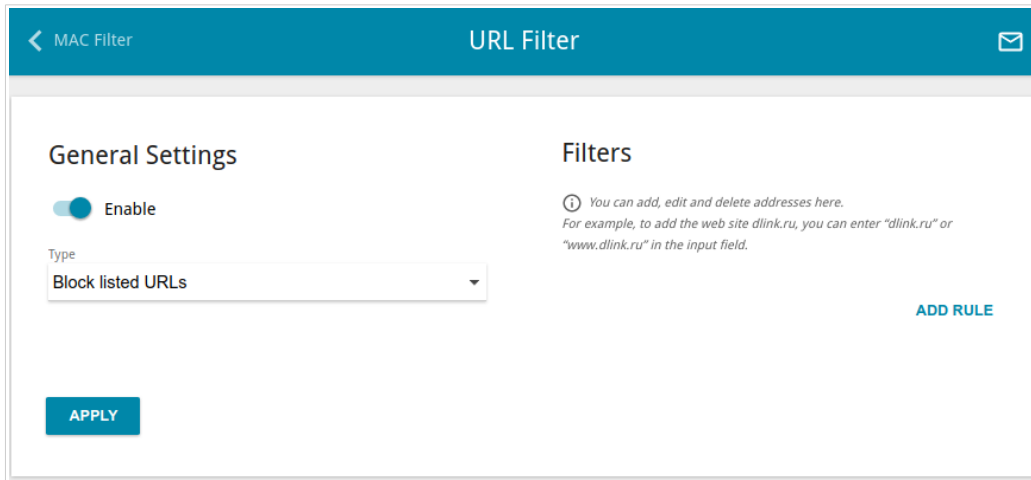 MAC Filter
URL Filter
General Settings
Enable
Type
Block listed URLs
APPLY
Filters
You can add, edit and delete addresses here.
For example, to add the web site dlink.ru, you can enter “dlink.ru” or
“www.dlink.ru” in the input field.
ADD RULE